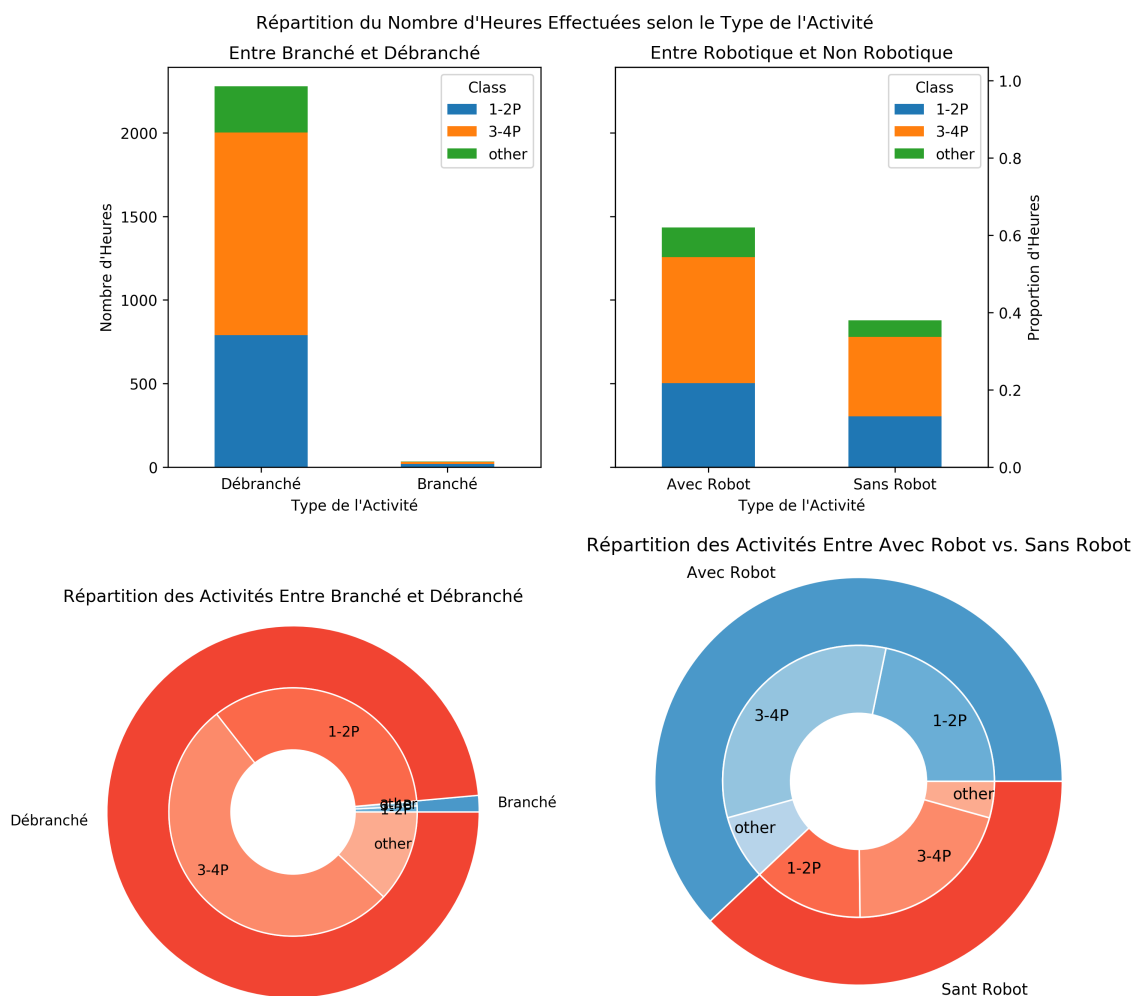 Répartition du Nombre d'Heures Effectuées selon le Type de l'Activité
Entre Branché et Débranché
Class
1-2P
3-4P
other
Nombre d'Heures
2000
1500
1000
500
0
Débranché
Branché
Type de l'Activité
Entre Robotique et Non Robotique
Class
1-2P
3-4P
other
1.0
0.8
0.6
0.4
0.2
0.0
Proportion d'Heures
Avec Robot
Sans Robot
Type de l'Activité
Répartition des Activités Entre Branché et Débranché
1-2P
other
1-2P
Branché
Débranché
other
3-4P
Répartition des Activités Entre Avec Robot vs. Sans Robot
Avec Robot
3-4P
1-2P
other
other
1-2P
3-4P
Sant Robot